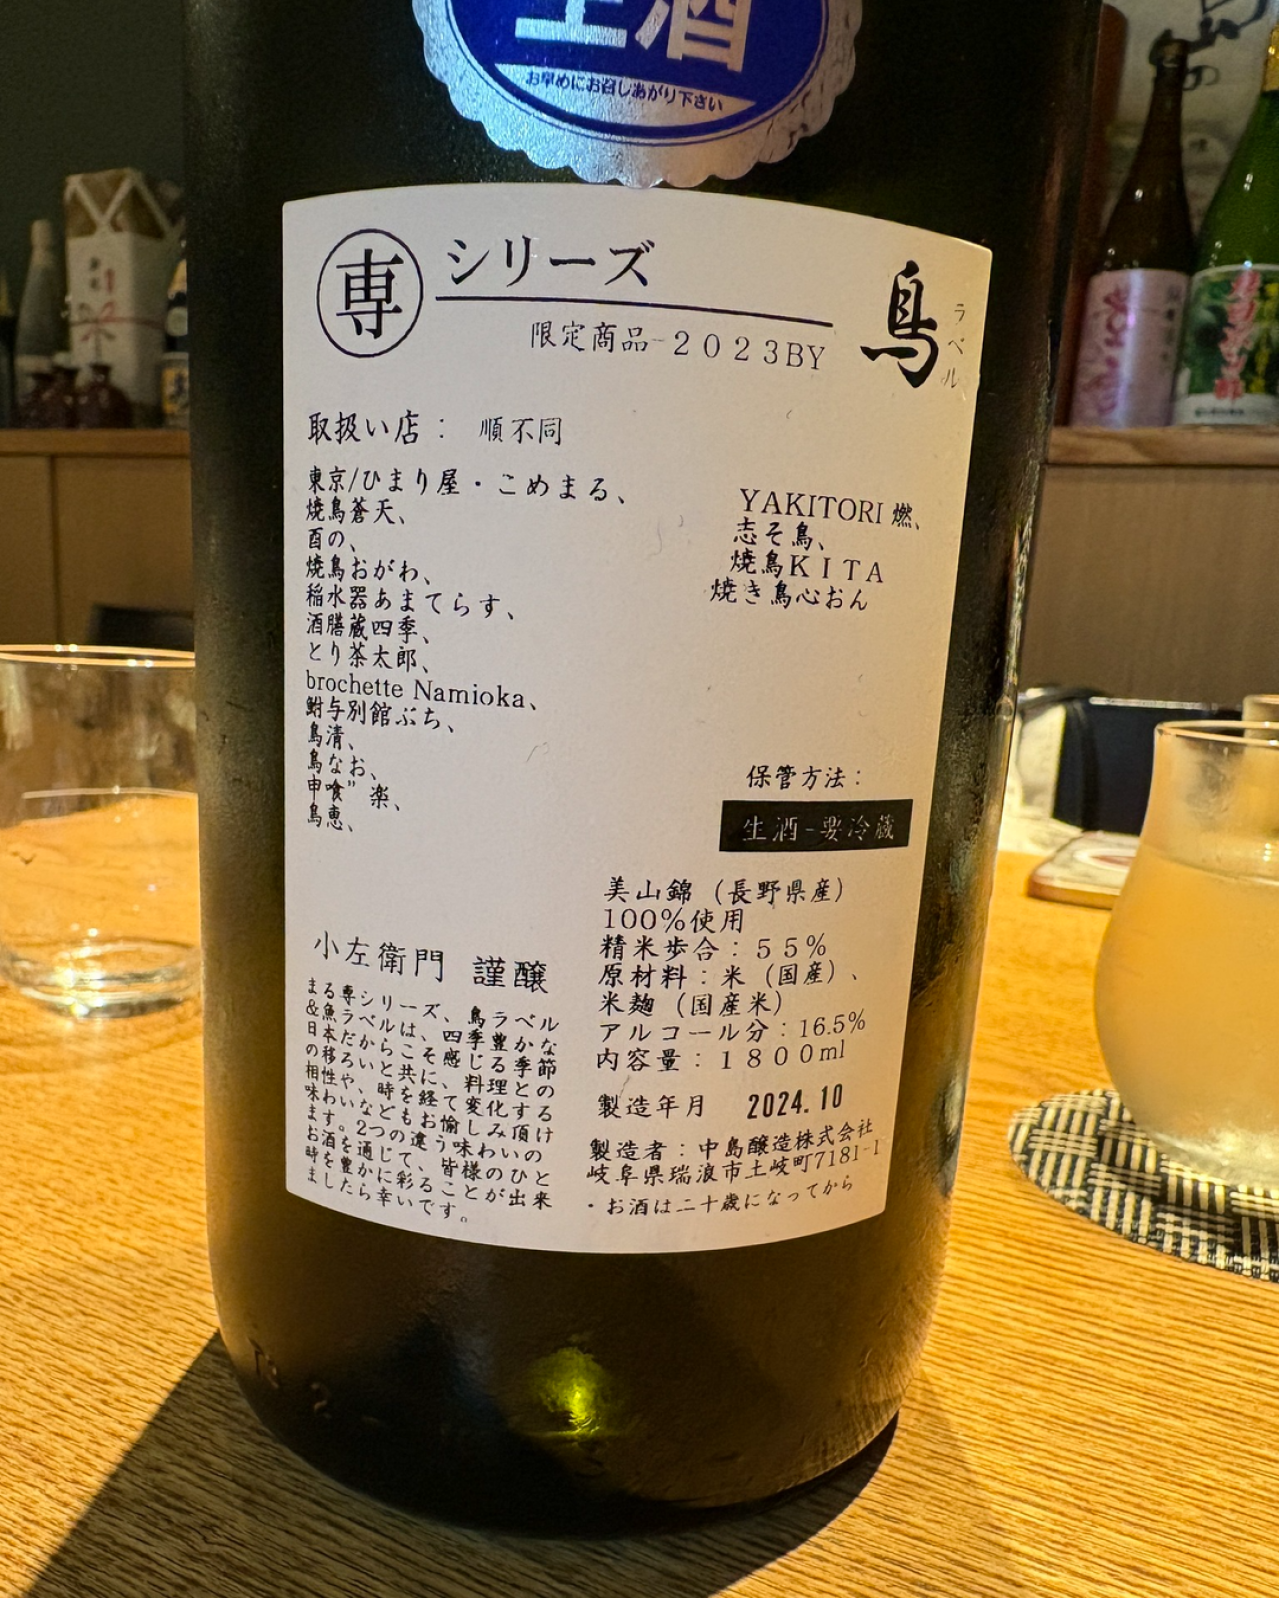 生酒
お早めにお召しあがり下さい
専 シリーズ
限定商品-2023BY
鳥
ラベル
取扱い店： 順不同
東京/ひまり屋・こめまる、
焼鳥蒼天、
酉の、
焼鳥おがわ、
稲水器あまてらす、
酒膳蔵四季、
とり茶太郎、
brochette Namioka、
鮒与別館ぶち、
鳥清、
鳥なお、
申喰”楽、
鳥恵、
YAKITORI 燃、
志そ鳥、
焼鳥KITA
焼き鳥心おん
保管方法：
生酒-要冷蔵
美山錦（長野県産）
100%使用
精米歩合：55%
原材料：米（国産）、
米麹（国産米）
アルコール分：16.5%
内容量：1800ml
製造年月 2024.10
製造者：中島醸造株式会社
岐阜県瑞浪市土岐町7181-1
・お酒は二十歳になってから
小左衛門 謹醸
まる専シリーズ、鳥ラベル
&魚ラベルは、四季豊かな
日本だからこそ感じる季節
の移ろいと共に、料理との
相性や、時を経て変化する
味わいなどもお愉しみ頂け
ます。2つの違う味わいの
お酒を通じて、皆様のひと
時を豊かに彩ることが出来
ましたら幸いです。